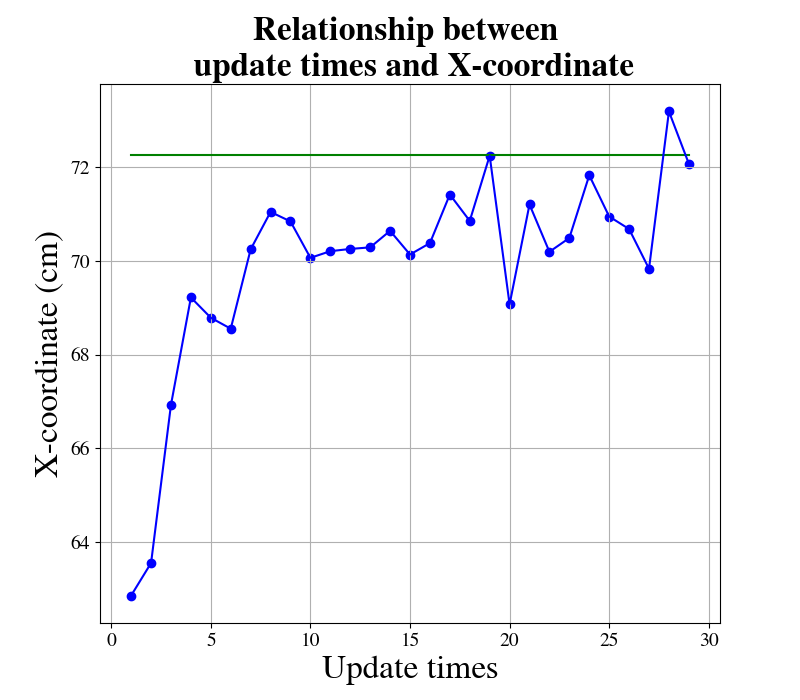 Relationship between
update times and X-coordinate
X-coordinate (cm)
72
70
68
66
64
0 5 10 15 20 25 30
Update times